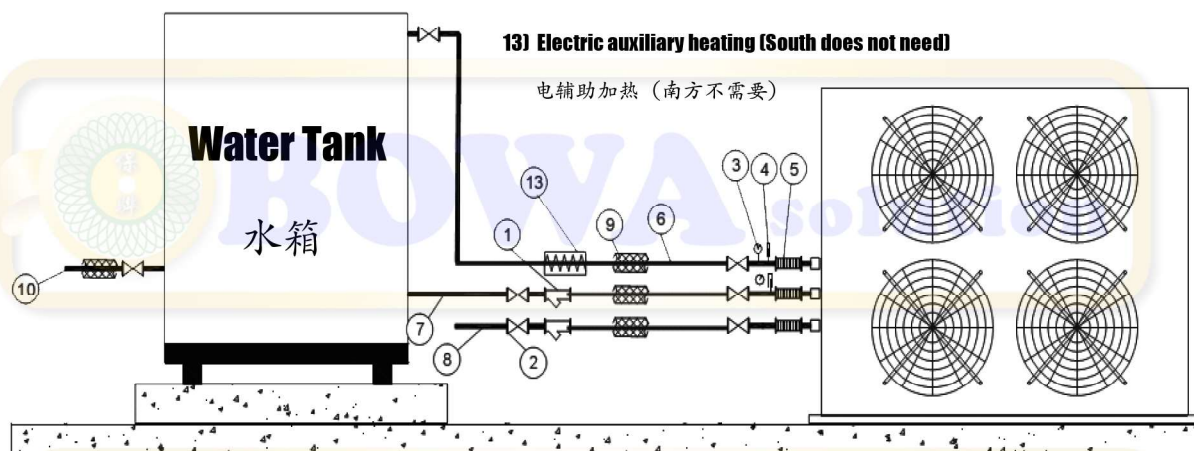 13) Electric auxiliary heating (South does not need)
电辅助加热 (南方不需要)
Water Tank
水箱
BOWA solution
3
4
5
13
1
9
6
10
7
8
2